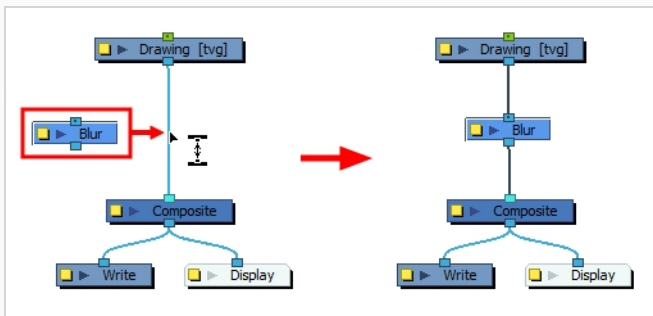 Drawing [tvg]
Drawing [tvg]
Blur
Blur
Composite
Composite
Write
Display
Write
Display